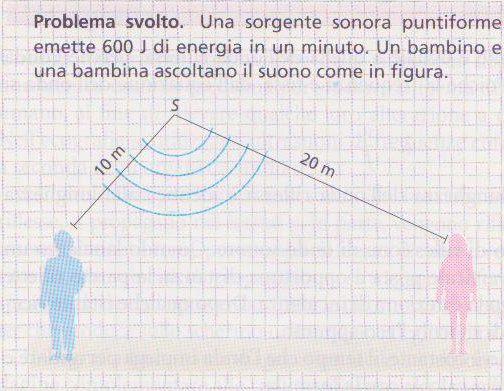 Problema svolto. Una sorgente sonora puntiforme
emette 600 J di energia in un minuto. Un bambino e
una bambina ascoltano il suono come in figura.
S
10 m
20 m